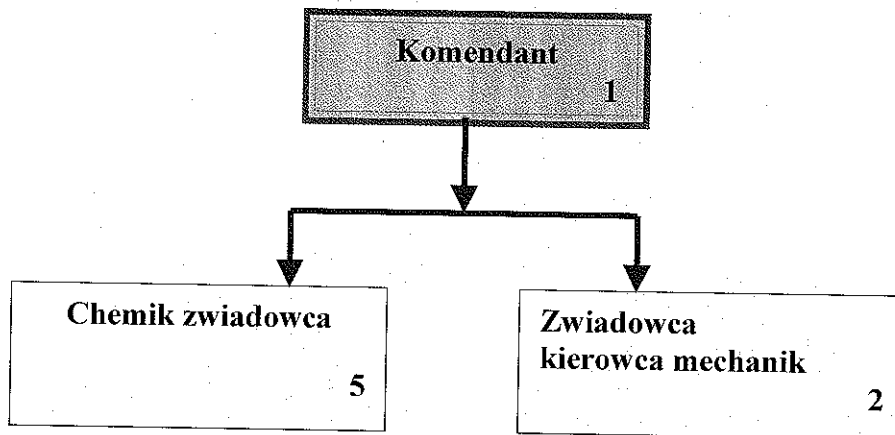 Komendant
1
Chemik zwiadowca
5
Zwiadowca
kierowca mechanik
2